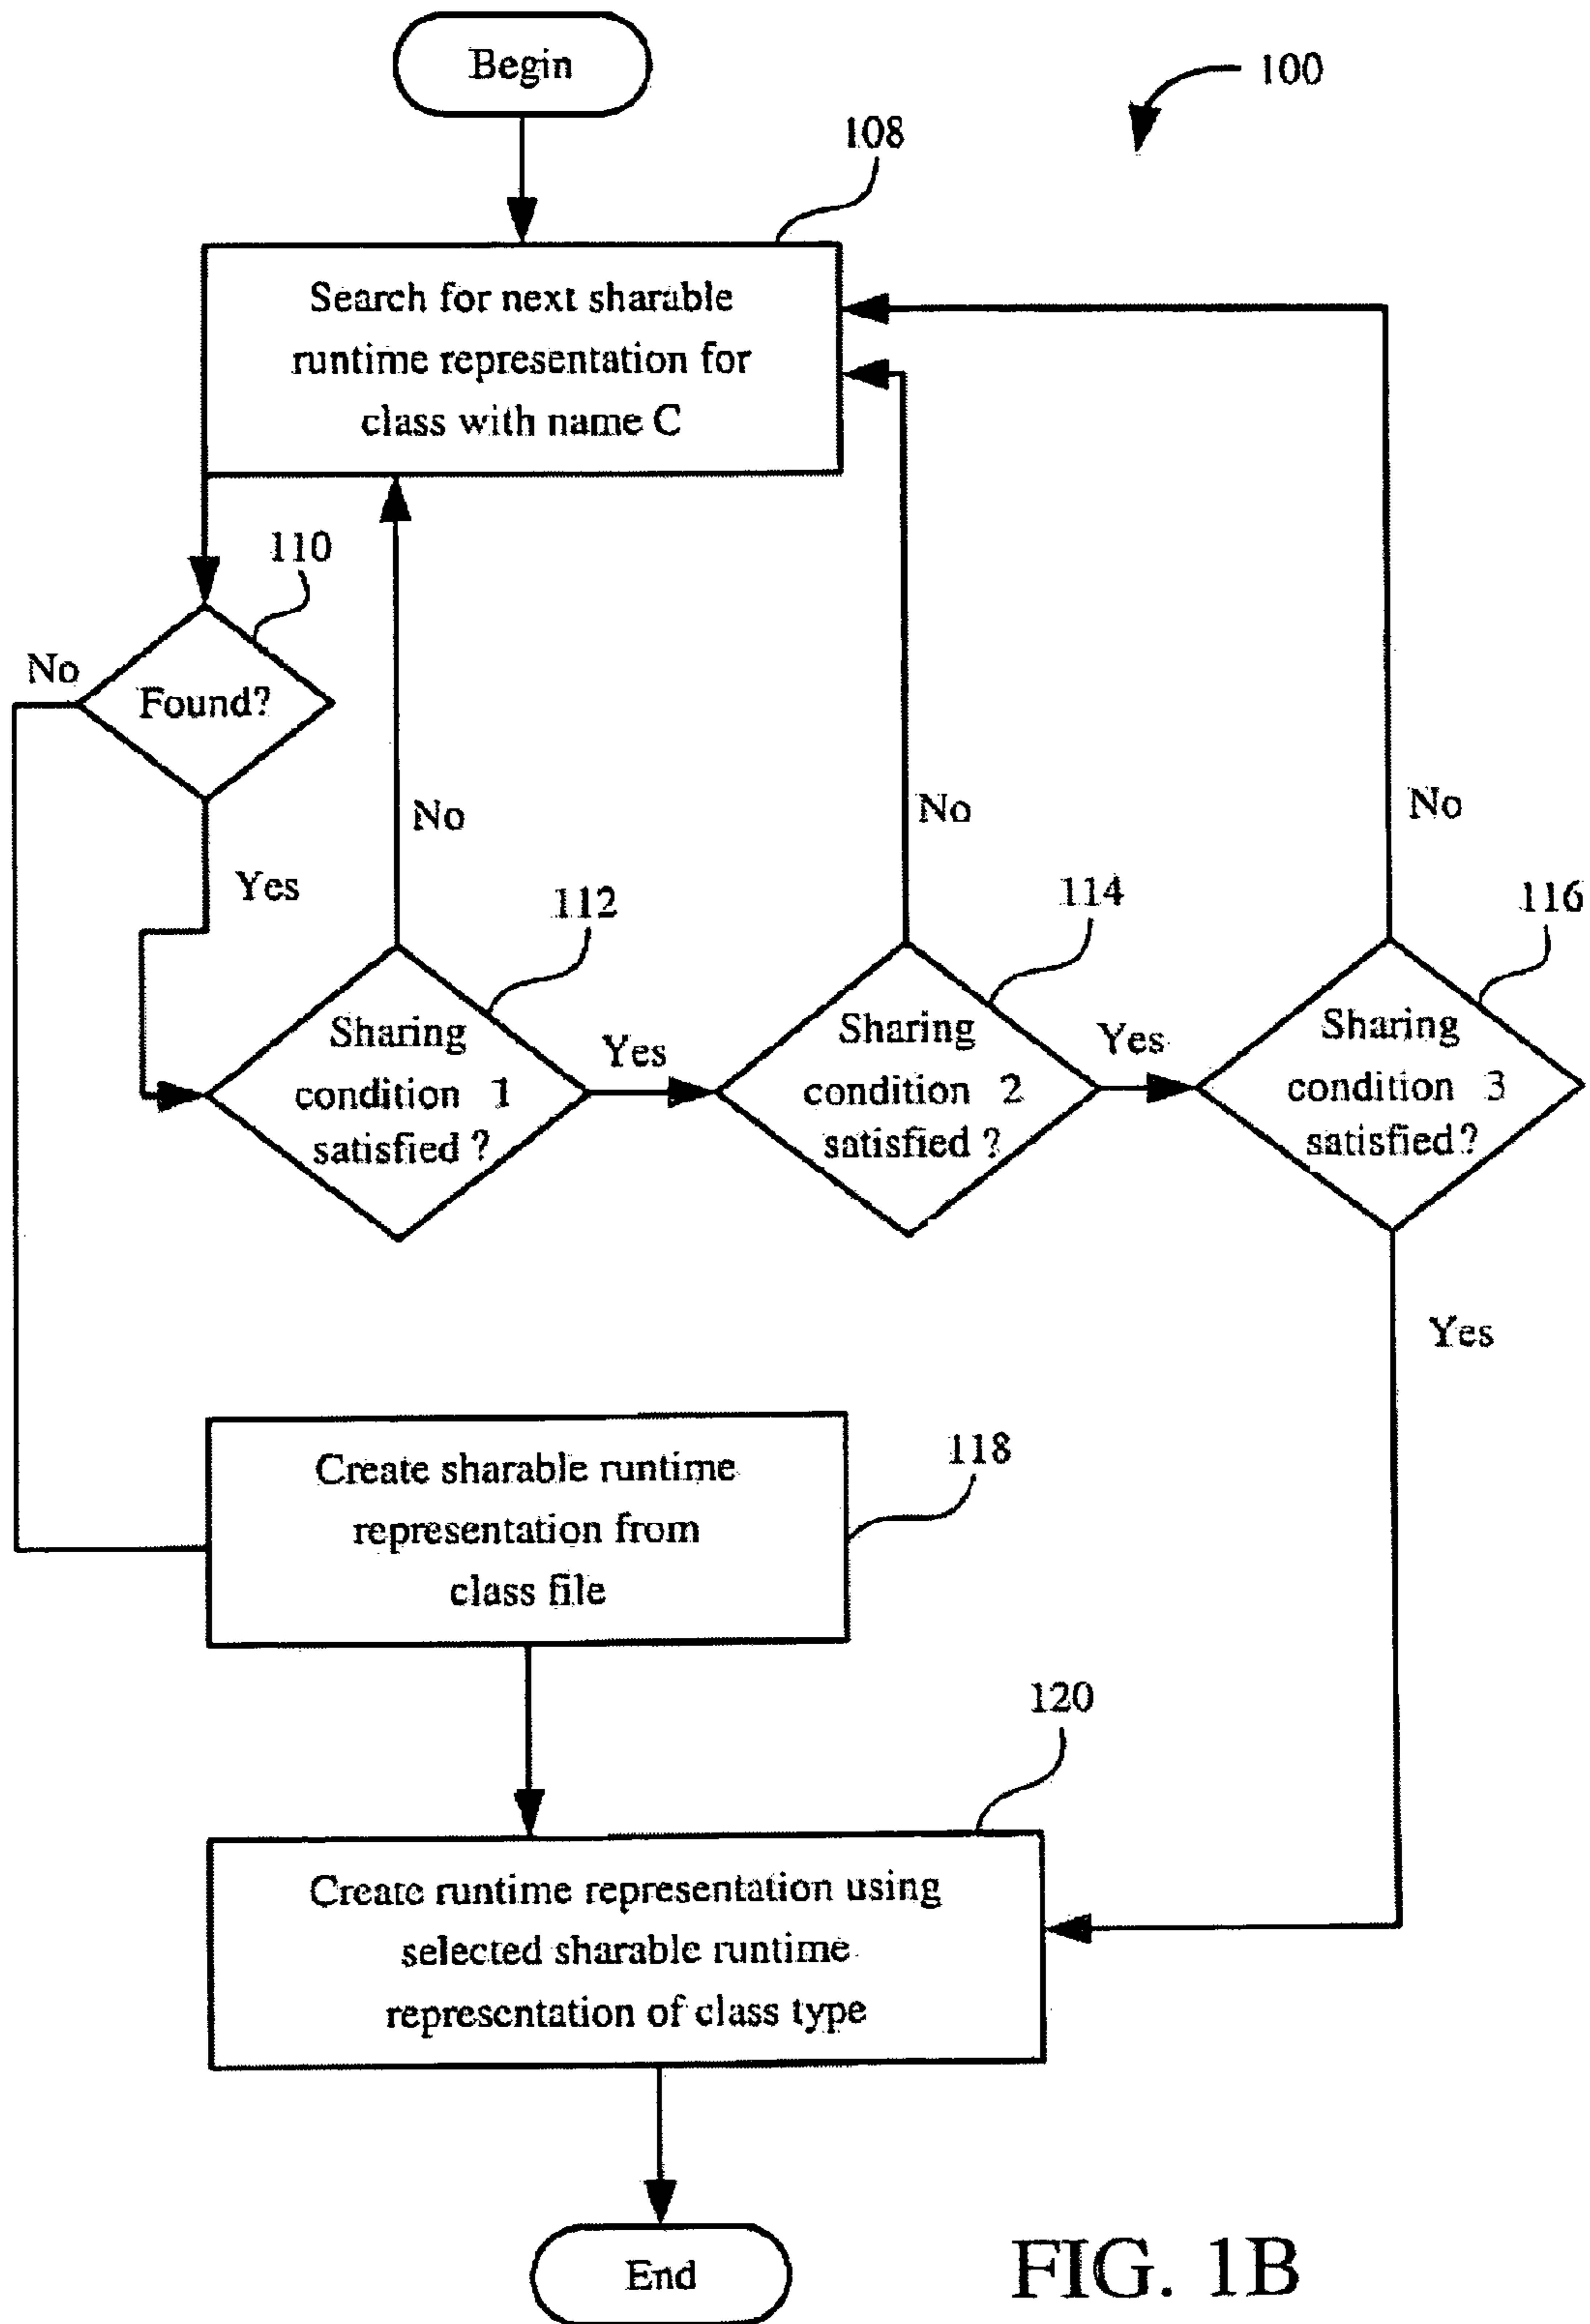 Begin
100
108
Search for next sharable
runtime representation for
class with name C
110
No
Found?
No
No
No
Yes
112
114
116
Sharing
condition 1
satisfied ?
Yes
Sharing
condition 2
satisfied ?
Yes
Sharing
condition 3
satisfied ?
Yes
Create sharable runtime
representation from
class file
118
120
Create runtime representation using
selected sharable runtime
representation of class type
End
FIG. 1B